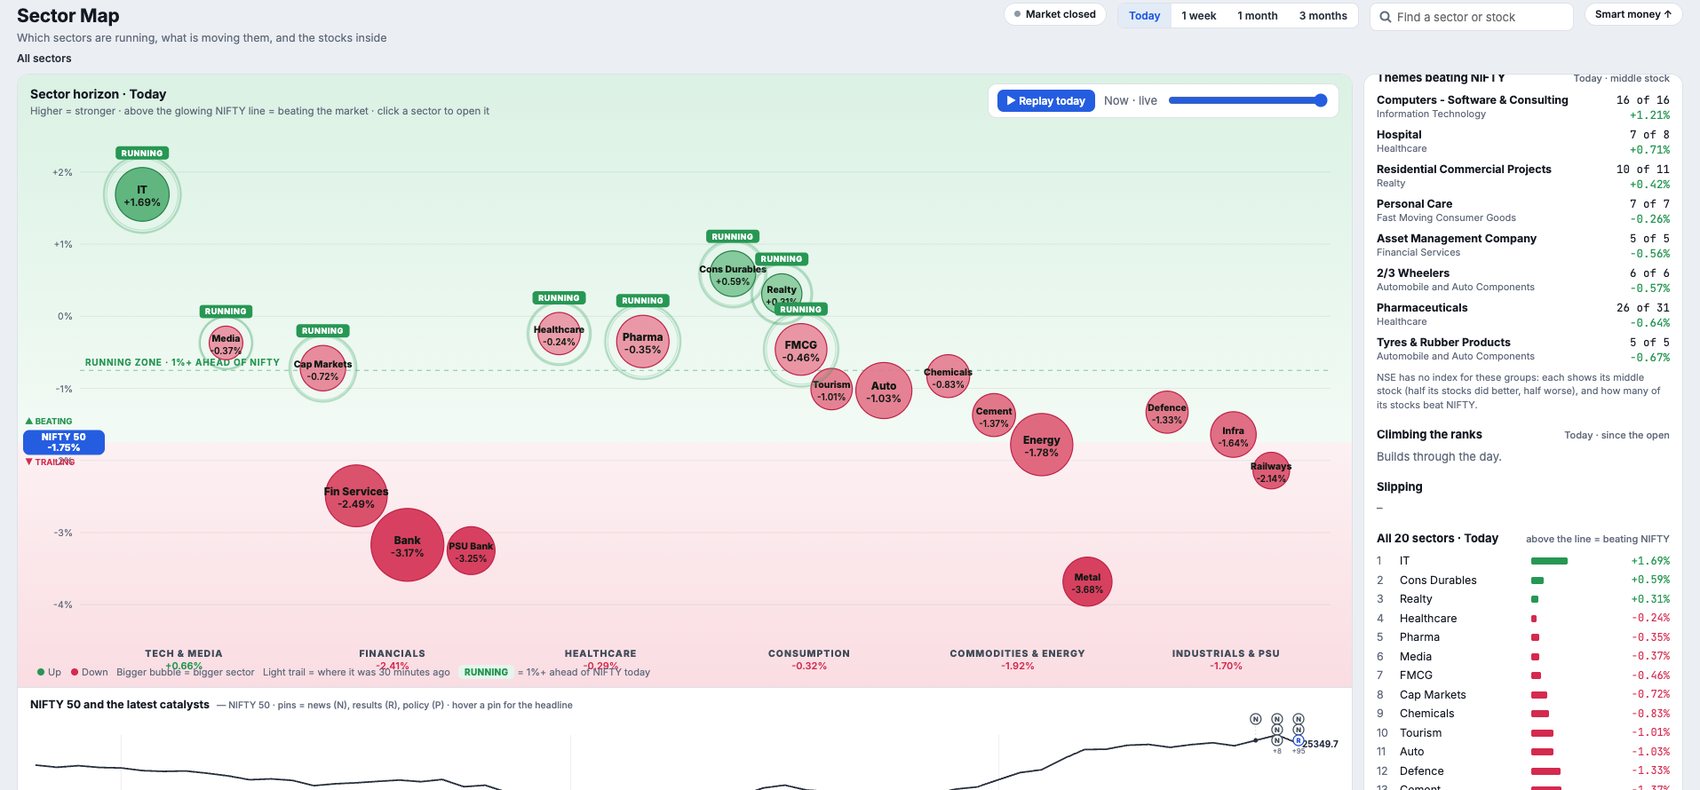 Sector Map
Which sectors are running, what is moving them, and the stocks inside
All sectors
Market closed
Today 1 week 1 month 3 months
Find a sector or stock
Smart money ↑
Sector horizon · Today
Higher = stronger · above the glowing NIFTY line = beating the market · click a sector to open it
▶ Replay today Now · live
+2%
+1%
0%
-1%
-3%
-4%
RUNNING
IT
+1.69%
RUNNING
Media
-0.37%
RUNNING
Cap Markets
-0.72%
RUNNING ZONE · 1%+ AHEAD OF NIFTY
RUNNING
Healthcare
-0.24%
RUNNING
Pharma
-0.35%
RUNNING
Cons Durables
+0.59%
RUNNING
Realty
+0.31%
RUNNING
FMCG
-0.46%
Tourism
-1.01%
Auto
-1.03%
Chemicals
-0.83%
Cement
-1.37%
Energy
-1.78%
Defence
-1.33%
Infra
-1.64%
Railways
-2.14%
▲ BEATING
NIFTY 50
-1.75%
▼ TRAILING
Fin Services
-2.49%
Bank
-3.17%
PSU Bank
-3.25%
Metal
-3.68%
TECH & MEDIA
+0.66%
FINANCIALS
-2.41%
HEALTHCARE
-0.29%
CONSUMPTION
-0.32%
COMMODITIES & ENERGY
-1.92%
INDUSTRIALS & PSU
-1.70%
Up Down Bigger bubble = bigger sector Light trail = where it was 30 minutes ago RUNNING = 1%+ ahead of NIFTY today
NIFTY 50 and the latest catalysts — NIFTY 50 · pins = news (N), results (R), policy (P) · hover a pin for the headline
N N N
N N
N R 25349.7
+8 +95
Themes beating NIFTY Today · middle stock
Computers - Software & Consulting 16 of 16
Information Technology +1.21%
Hospital 7 of 8
Healthcare +0.71%
Residential Commercial Projects 10 of 11
Realty +0.42%
Personal Care 7 of 7
Fast Moving Consumer Goods -0.26%
Asset Management Company 5 of 5
Financial Services -0.56%
2/3 Wheelers 6 of 6
Automobile and Auto Components -0.57%
Pharmaceuticals 26 of 31
Healthcare -0.64%
Tyres & Rubber Products 5 of 5
Automobile and Auto Components -0.67%
NSE has no index for these groups: each shows its middle
stock (half its stocks did better, half worse), and how many of
its stocks beat NIFTY.
Climbing the ranks Today · since the open
Builds through the day.
Slipping
–
All 20 sectors · Today above the line = beating NIFTY
1 IT +1.69%
2 Cons Durables +0.59%
3 Realty +0.31%
4 Healthcare -0.24%
5 Pharma -0.35%
6 Media -0.37%
7 FMCG -0.46%
8 Cap Markets -0.72%
9 Chemicals -0.83%
10 Tourism -1.01%
11 Auto -1.03%
12 Defence -1.33%
13 Cement -1.37%